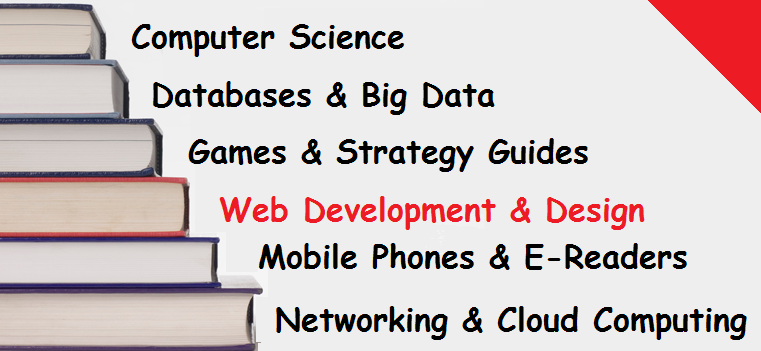 Computer Science
Databases & Big Data
Games & Strategy Guides
Web Development & Design
Mobile Phones & E-Readers
Networking & Cloud Computing